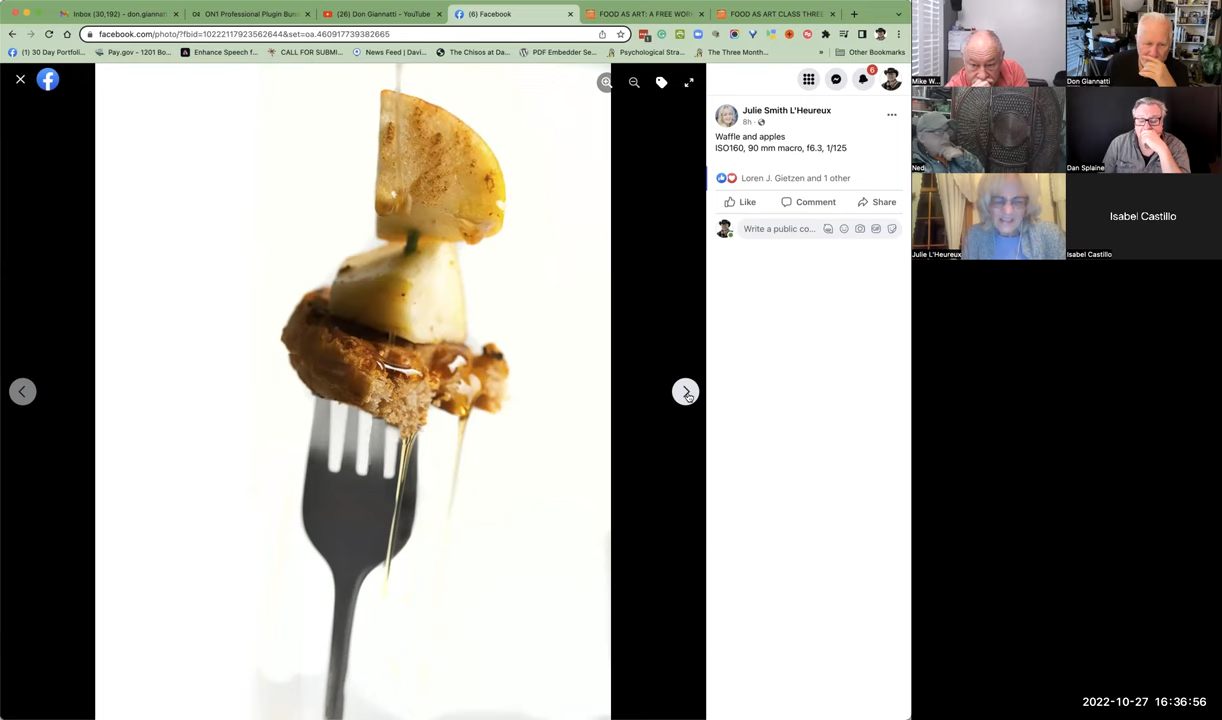 Inbox (30,192) - don.giannat
ON1 Professional Plugin Bun
(26) Don Giannatti - YouTube
(6) Facebook
FOOD AS ART: A FREE WOR
FOOD AS ART CLASS THREE
facebook.com/photo/?fbid=10222117923562644&set=oa.460917739382665
(1) 30 Day Portfoli...
Pay.gov - 1201 Bo...
Enhance Speech f...
CALL FOR SUBMI...
News Feed | Davi...
The Chisos at Da...
PDF Embedder Se...
Psychological Stra...
The Three Month...
»
Other Bookmarks
6
Julie Smith L'Heureux
8h ·
Waffle and apples
ISO160, 90 mm macro, f6.3, 1/125
Loren J. Gietzen and 1 other
Like
Comment
Share
Write a public co...
Mike W...
Don Giannatti
Ned
Dan Splaine
Julie L'Heureux
Isabel Castillo
Isabel Castillo
2022-10-27 16:36:56